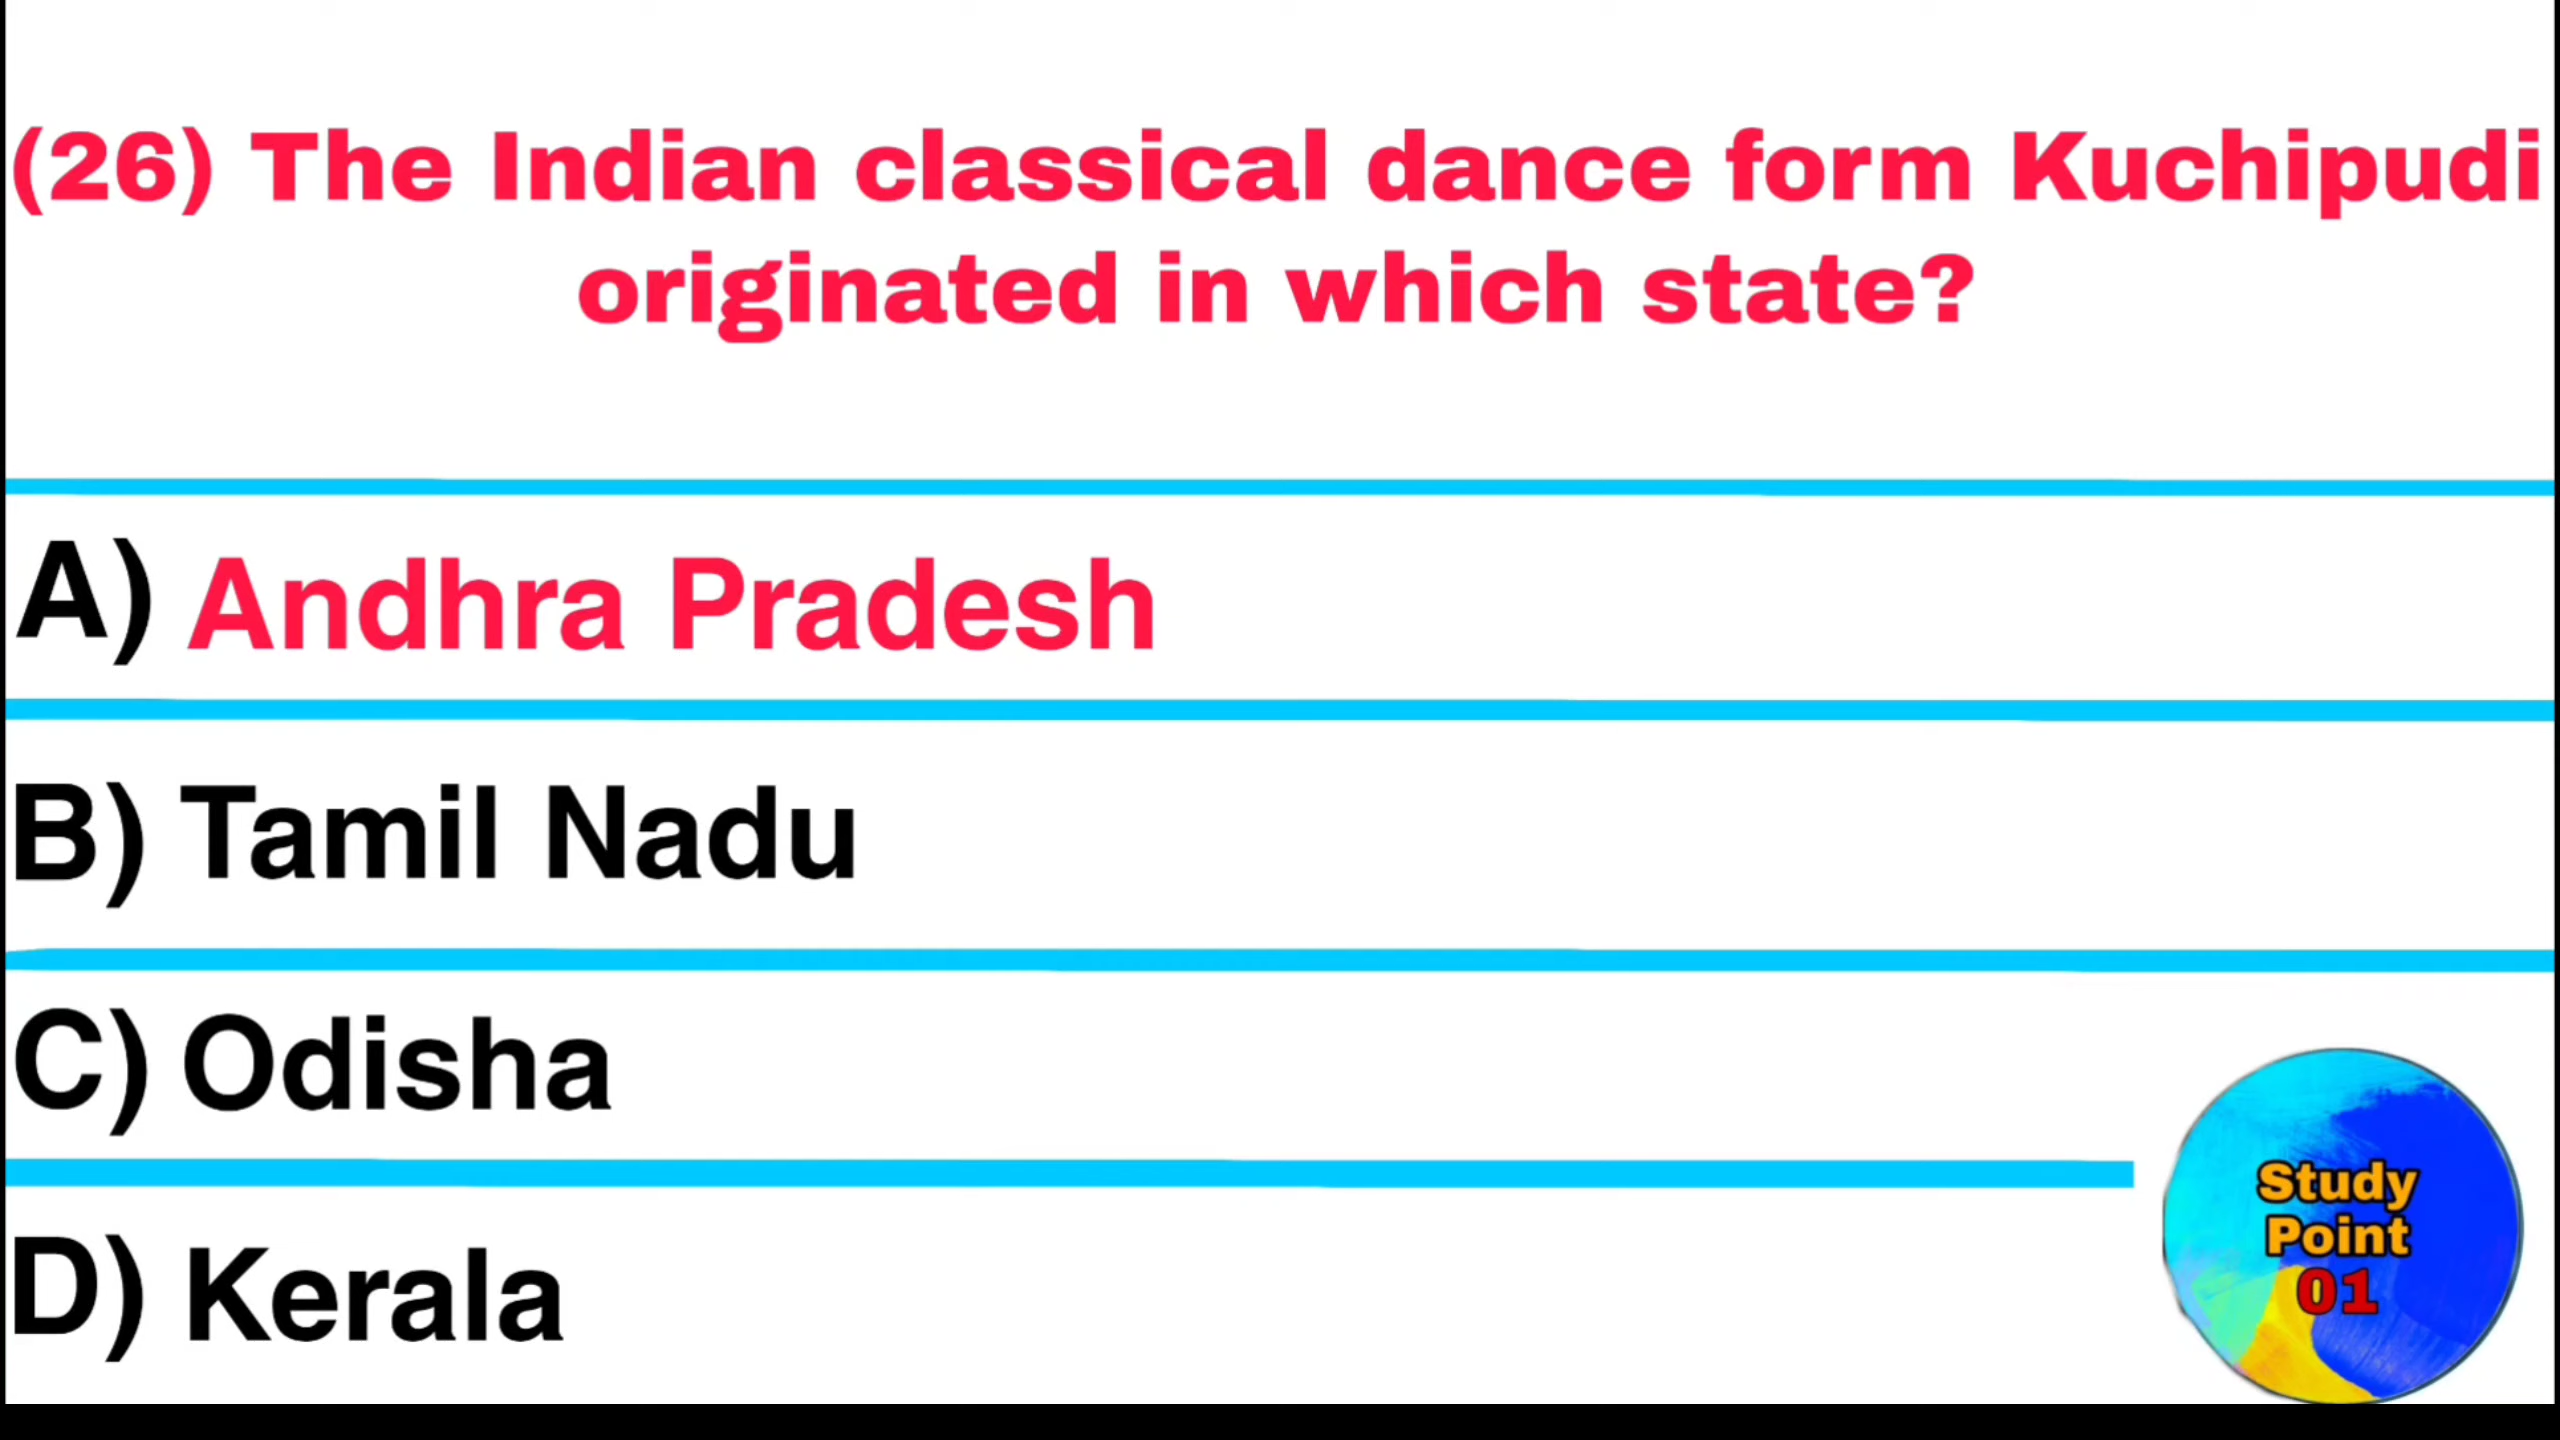 (26) The Indian classical dance form Kuchipudi
originated in which state?
A) Andhra Pradesh
B) Tamil Nadu
C) Odisha
D) Kerala
Study
Point
01